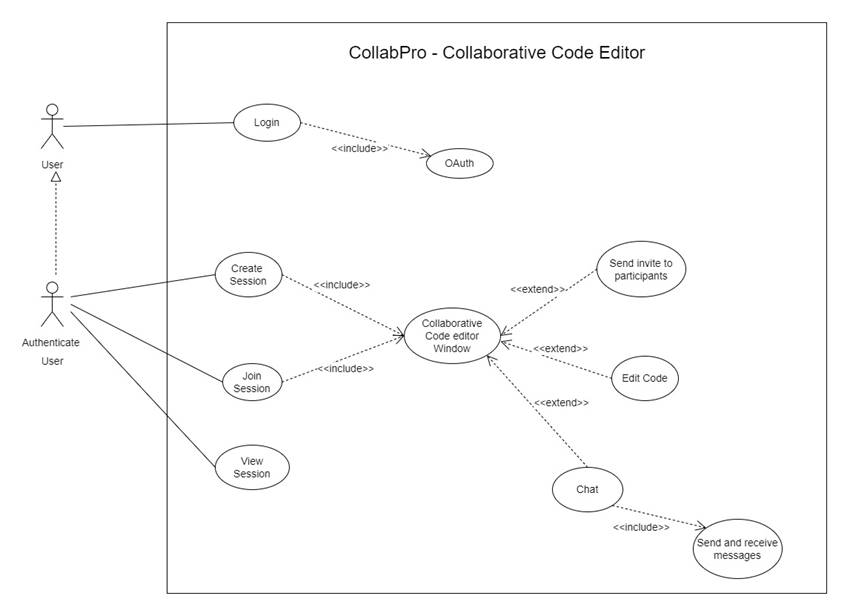 CollabPro - Collaborative Code Editor
User
Login
<<include>>
OAuth
Authenticate
User
Create
Session
<<include>>
Join
Session
<<include>>
View
Session
Collaborative
Code editor
Window
<<extend>>
Send invite to
participants
<<extend>>
Edit Code
<<extend>>
Chat
<<include>>
Send and receive
messages